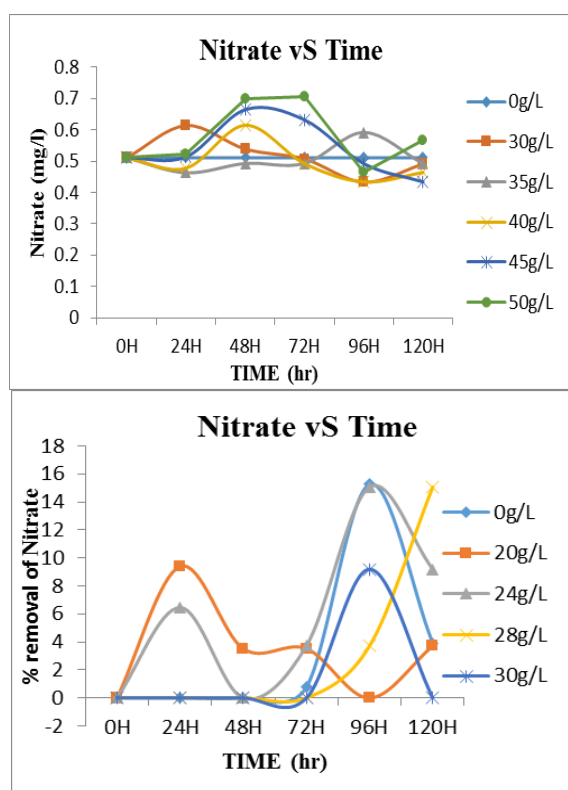 Nitrate vS Time
Nitrate (mg/l)
0.8
0.7
0.6
0.5
0.4
0.3
0.2
0.1
0
0H 24H 48H 72H 96H 120H
TIME (hr)
0g/L
30g/L
35g/L
40g/L
45g/L
50g/L
Nitrate vS Time
% removal of Nitrate
16
14
12
10
8
6
4
2
0
-2
0H 24H 48H 72H 96H 120H
TIME (hr)
0g/L
20g/L
24g/L
28g/L
30g/L